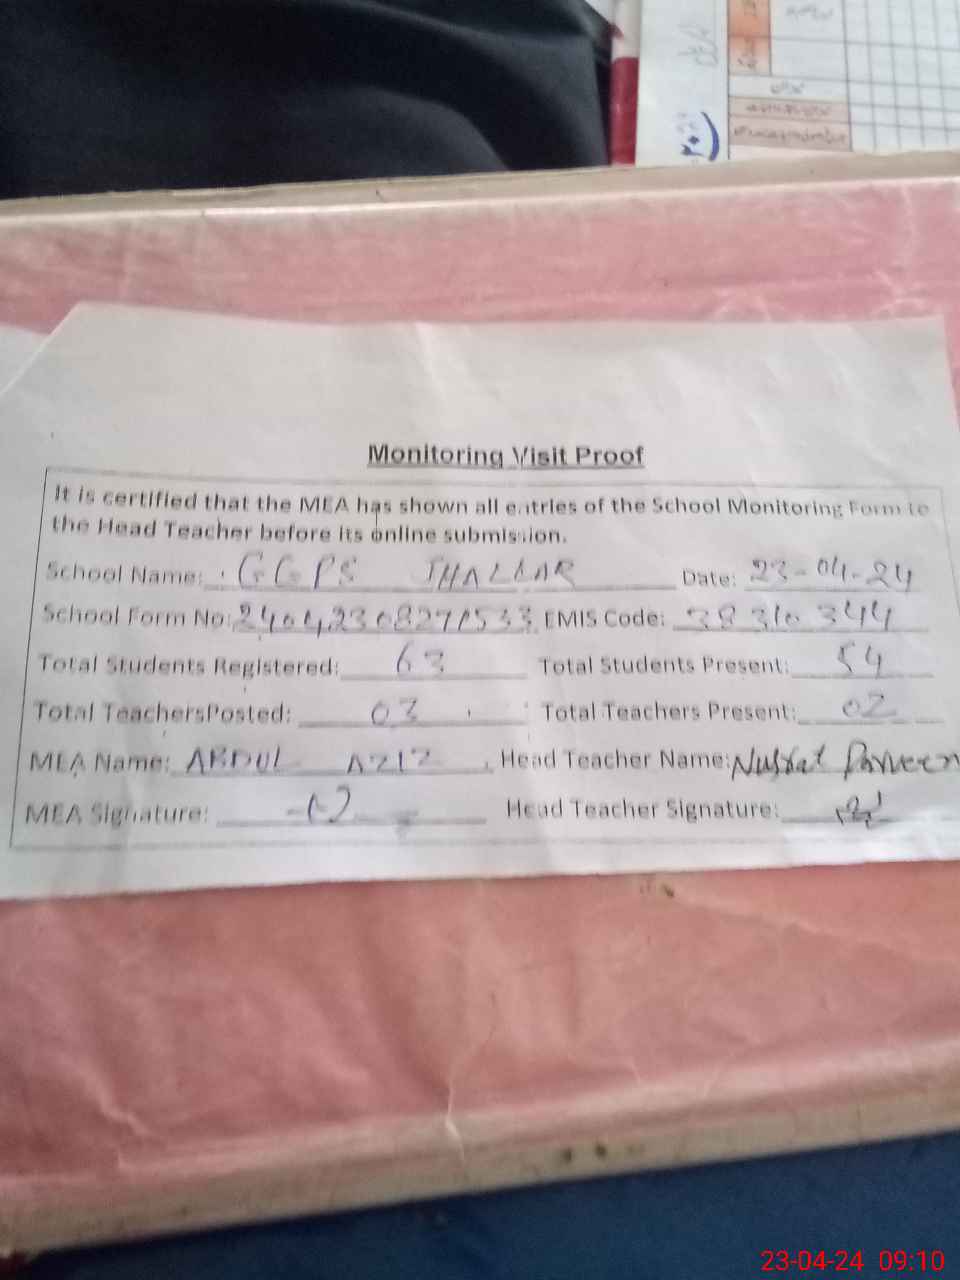 Monitoring Visit Proof
It is certified that the MEA has shown all entries of the School Monitoring Form to
the Head Teacher before its online submission.
School Name: GGPS JHALLAR Date: 23-04-24
School Form No: 24042308271533 EMIS Code: 38310344
Total Students Registered: 63 Total Students Present: 54
Total TeachersPosted: 03 Total Teachers Present: 02
MEA Name: ABDUL AZIZ Head Teacher Name: Nusrat Parveen
MEA Signature: Head Teacher Signature:
23-04-24 09:10